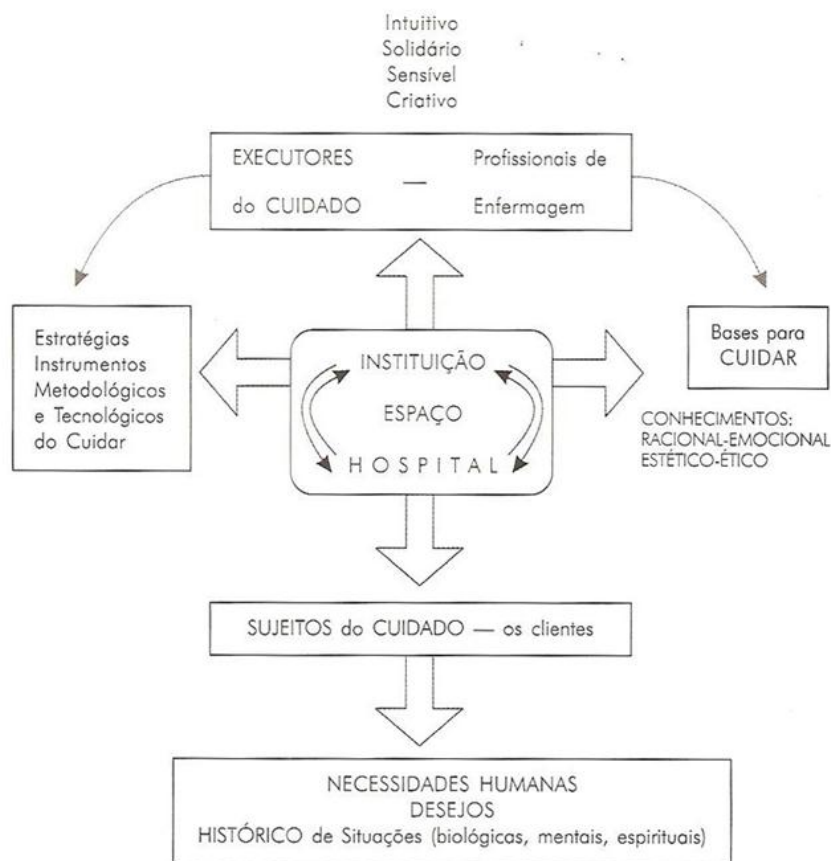 Intuitivo
Solidário
Sensível
Criativo
EXECUTORES
do CUIDADO
—
Profissionais de
Enfermagem
Estratégias
Instrumentos
Metodológicos
e Tecnológicos
do Cuidar
INSTITUIÇÃO
ESPAÇO
HOSPITAL
Bases para
CUIDAR
CONHECIMENTOS:
RACIONAL-EMOCIONAL
ESTÉTICO-ÉTICO
SUJEITOS do CUIDADO — os clientes
NECESSIDADES HUMANAS
DESEJOS
HISTÓRICO de Situações (biológicas, mentais, espirituais)